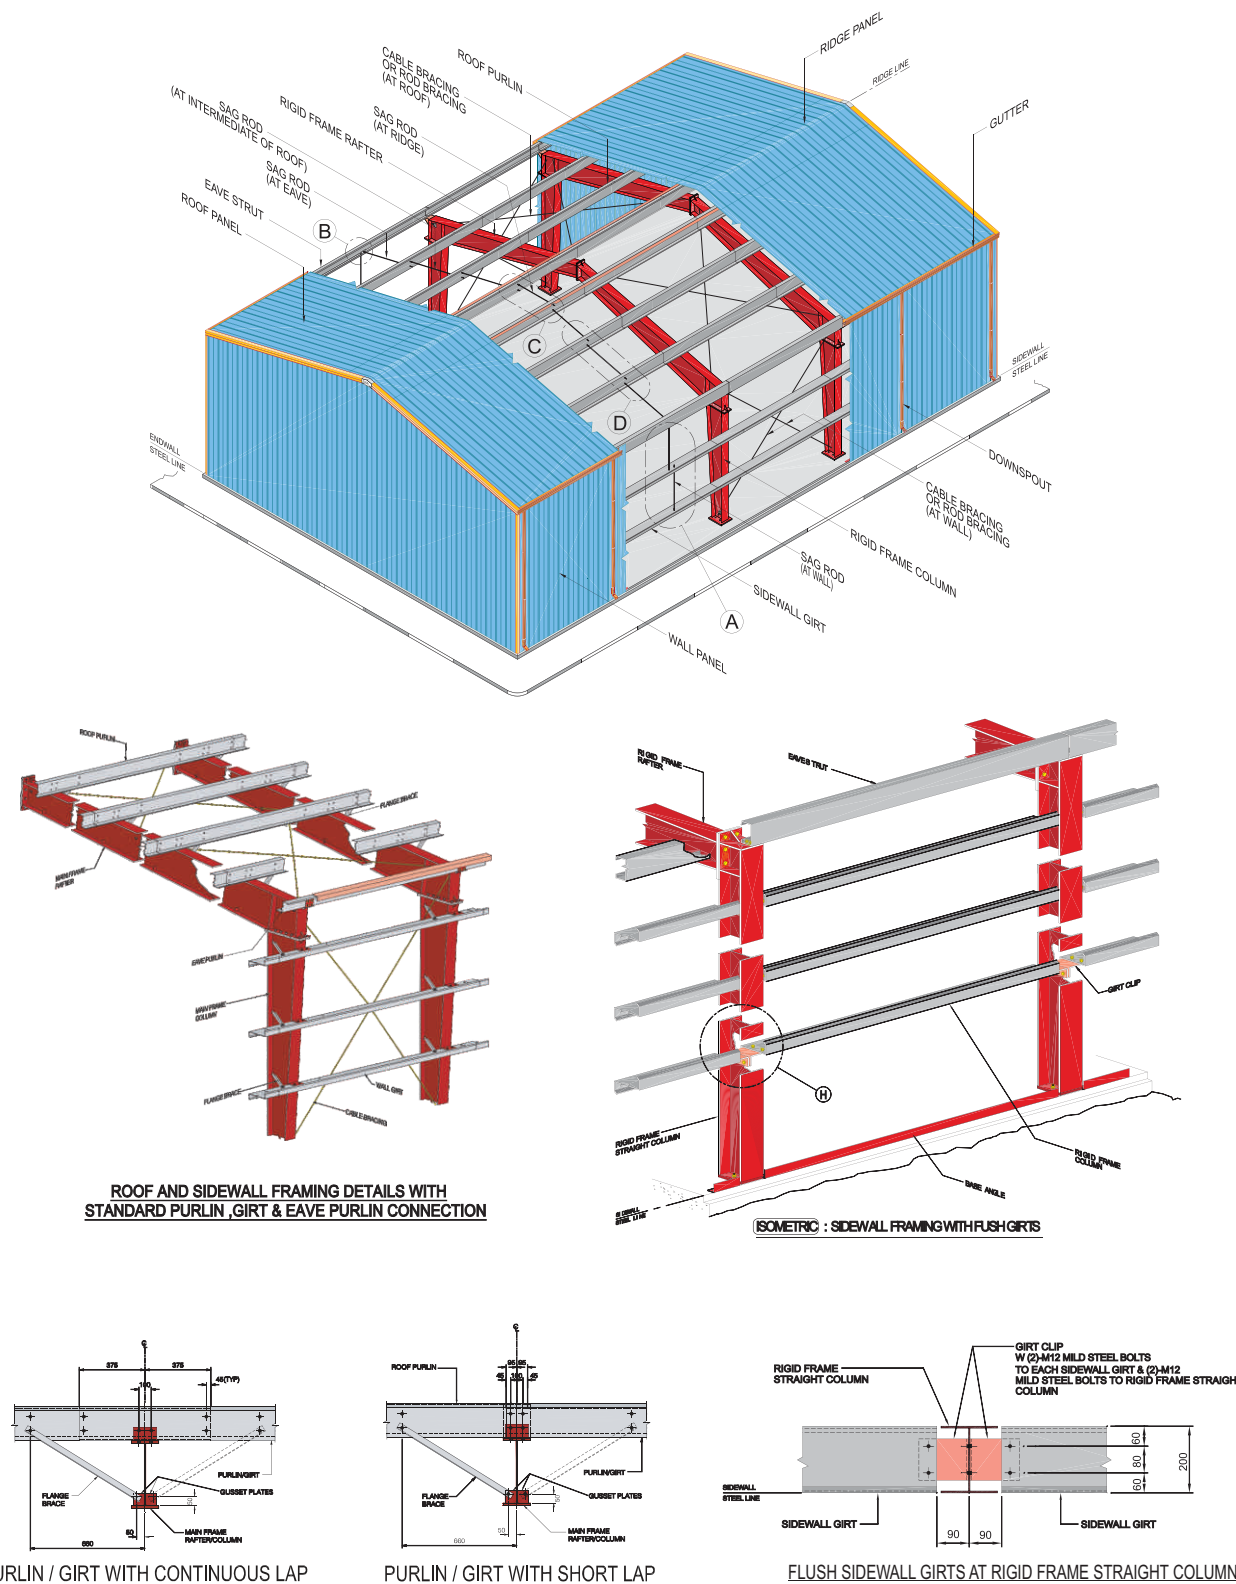 RIDGE PANEL
RIDGE LINE
GUTTER
ROOF PURLIN
CABLE BRACING
OR ROD BRACING
(AT ROOF)
SAG ROD
(AT RIDGE)
RIGID FRAME RAFTER
SAG ROD
(AT INTERMEDIATE OF ROOF)
SAG ROD
(AT EAVE)
EAVE STRUT
ROOF PANEL
B
C
D
A
SIDEWALL
STEEL LINE
ENDWALL
STEEL LINE
DOWNSPOUT
CABLE BRACING
OR ROD BRACING
(AT WALL)
RIGID FRAME COLUMN
SAG ROD
(AT WALL)
SIDEWALL GIRT
WALL PANEL
ROOF PURLIN
FLANGE BRACE
MAIN FRAME
RAFTER
EAVE PURLIN
MAIN FRAME
COLUMN
FLANGE BRACE
WALL GIRT
CABLE BRACING
ROOF AND SIDEWALL FRAMING DETAILS WITH
STANDARD PURLIN ,GIRT & EAVE PURLIN CONNECTION
RIGID FRAME
RAFTER
EAVE STRUT
GIRT CLIP
H
RIGID FRAME
STRAIGHT COLUMN
RIGID FRAME
COLUMN
BASE ANGLE
SIDEWALL
STEEL LINE
ISOMETRIC : SIDEWALL FRAMING WITH FUSH GIRTS
375 375
100
45(TYP)
PURLIN/GIRT
FLANGE
BRACE
GUSSET PLATES
50
50
MAIN FRAME
RAFTER/COLUMN
660
URLIN / GIRT WITH CONTINUOUS LAP
ROOF PURLIN
95 95
45 100 45
PURLIN/GIRT
FLANGE
BRACE
GUSSET PLATES
50
50
MAIN FRAME
RAFTER/COLUMN
660
PURLIN / GIRT WITH SHORT LAP
RIGID FRAME
STRAIGHT COLUMN
GIRT CLIP
W (2)-M12 MILD STEEL BOLTS
TO EACH SIDEWALL GIRT & (2)-M12
MILD STEEL BOLTS TO RIGID FRAME STRAIGH
COLUMN
60
80
60
200
SIDEWALL
STEEL LINE
SIDEWALL GIRT
90 90
SIDEWALL GIRT
FLUSH SIDEWALL GIRTS AT RIGID FRAME STRAIGHT COLUMN